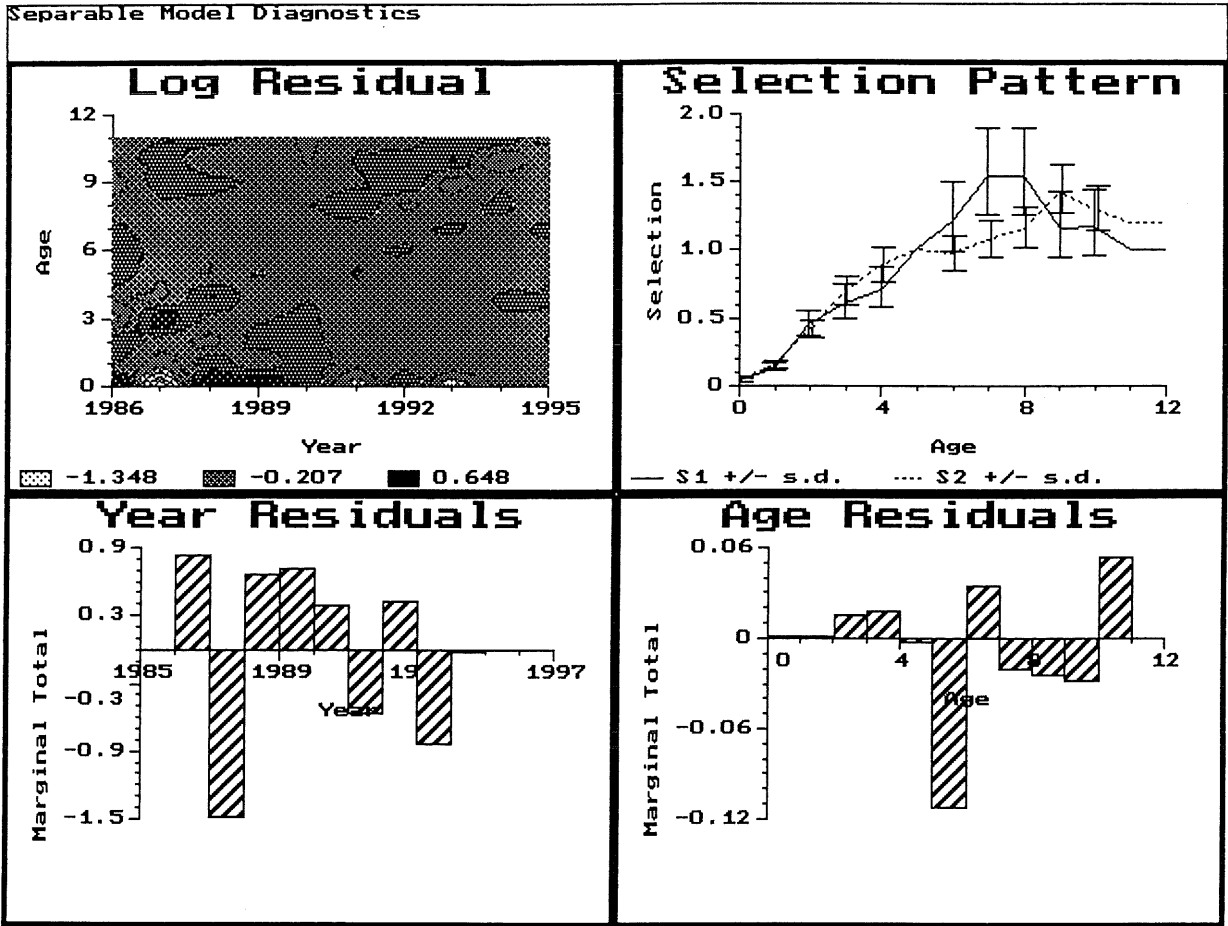 Separable Model Diagnostics
Log Residual
12
9
6
3
0
Age
1986 1989 1992 1995
Year
-1.348 -0.207 0.648
Selection Pattern
2.0
1.5
1.0
0.5
0
Selection
0 4 8 12
Age
S1 +/- s.d. S2 +/- s.d.
Year Residuals
0.9
0.3
-0.3
-0.9
-1.5
Marginal Total
1985 1989 19 1997
Year
Age Residuals
0.06
0
-0.06
-0.12
Marginal Total
0 4 8 12
Age